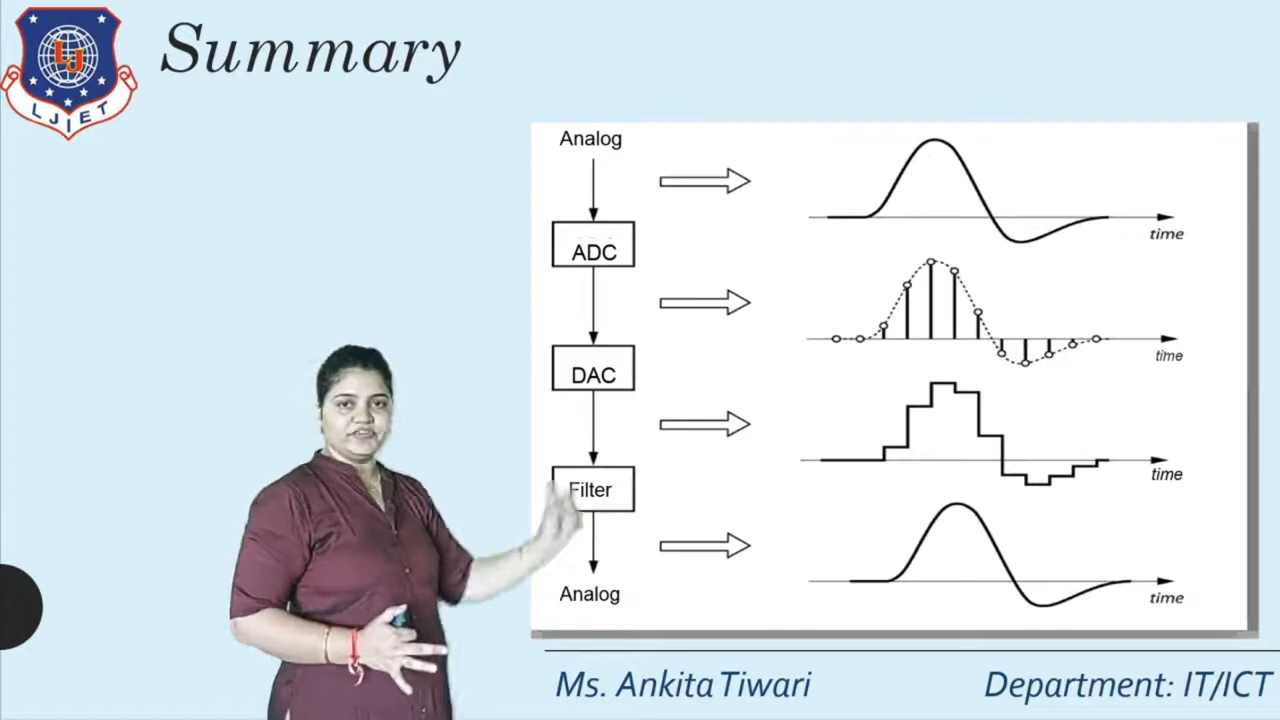 Summary
LJIET
Analog
time
ADC
time
DAC
time
Filter
time
Analog
Ms. Ankita Tiwari
Department: IT/ICT